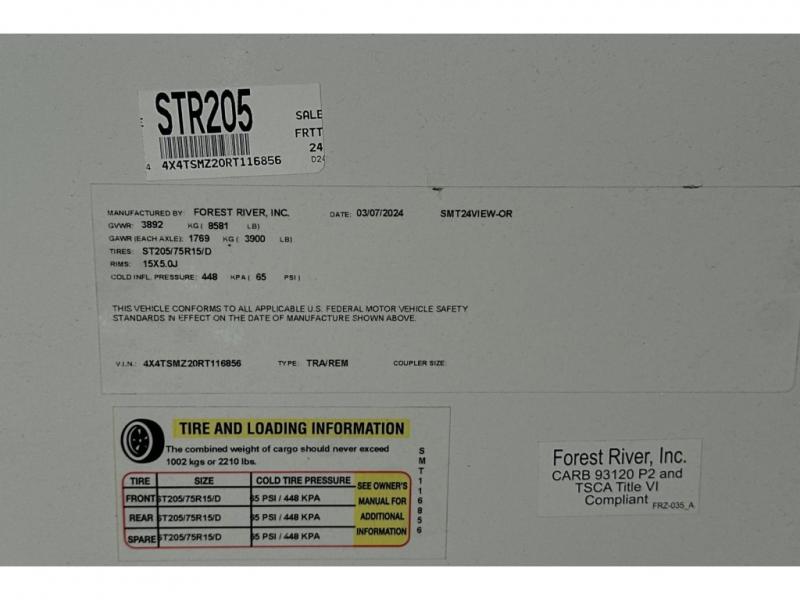 STR205
SALE
FRTT
24
4 4X4TSMZ20RT116856 D24
MANUFACTURED BY: FOREST RIVER, INC. DATE: 03/07/2024 SMT24VIEW-OR
GVWR: 3892 KG ( 8581 LB)
GAWR (EACH AXLE): 1769 KG ( 3900 LB)
TIRES: ST205/75R15/D
RIMS: 15X5.0J
COLD INFL. PRESSURE: 448 KPA ( 65 PSI )
THIS VEHICLE CONFORMS TO ALL APPLICABLE U.S. FEDERAL MOTOR VEHICLE SAFETY
STANDARDS IN EFFECT ON THE DATE OF MANUFACTURE SHOWN ABOVE.
V.I.N.: 4X4TSMZ20RT116856 TYPE: TRA/REM COUPLER SIZE:
TIRE AND LOADING INFORMATION
The combined weight of cargo should never exceed
1002 kgs or 2210 lbs.
TIRE SIZE COLD TIRE PRESSURE
FRONT ST205/75R15/D 65 PSI / 448 KPA
REAR ST205/75R15/D 65 PSI / 448 KPA
SPARE ST205/75R15/D 65 PSI / 448 KPA
SEE OWNER'S
MANUAL FOR
ADDITIONAL
INFORMATION
SMT116856
Forest River, Inc.
CARB 93120 P2 and
TSCA Title VI
Compliant
FRZ-035_A